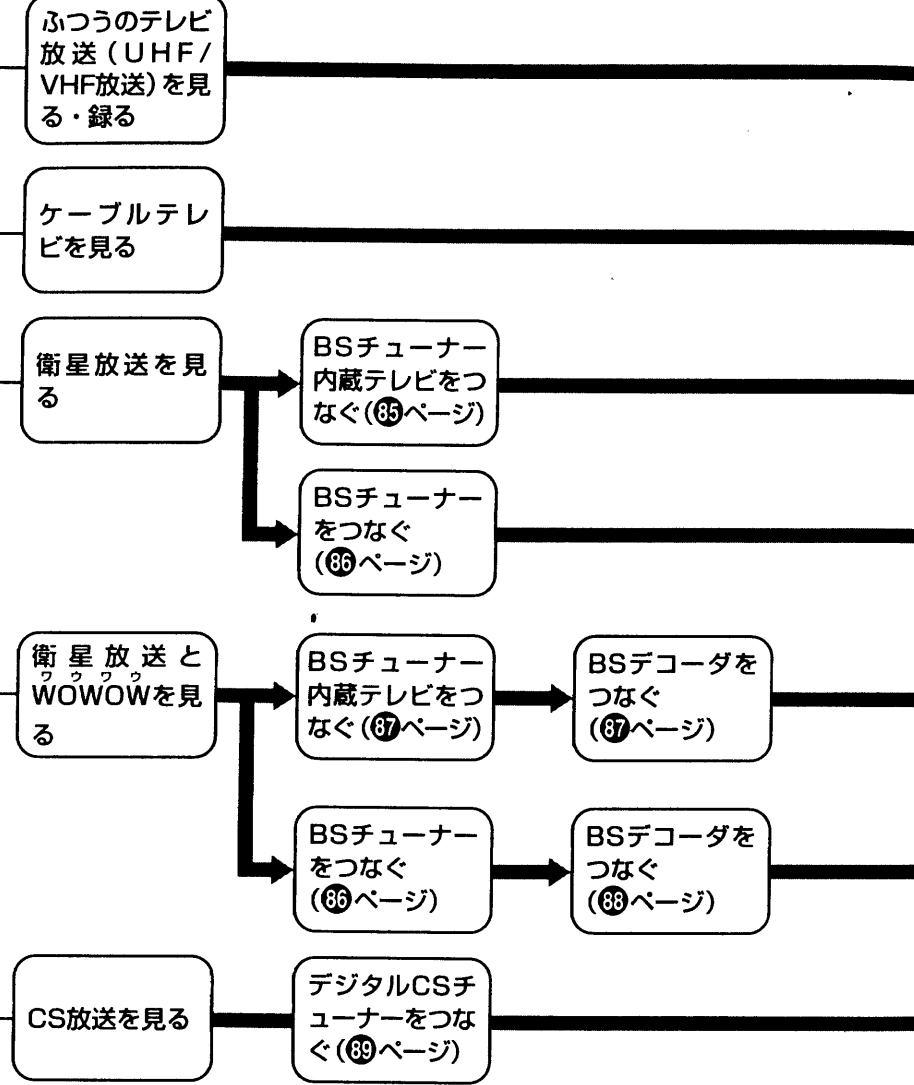 ふつうのテレビ
放送(UHF/
VHF放送)を見
る・録る
ケーブルテレ
ビを見る
衛星放送を見
る
BSチューナー
内蔵テレビをつ
なぐ(85ページ)
BSチューナー
をつなぐ
(86ページ)
衛星放送と
ワウワウ
WOWOWを見
る
BSチューナー
内蔵テレビをつ
なぐ(87ページ)
BSデコーダを
つなぐ
(87ページ)
BSチューナー
をつなぐ
(86ページ)
BSデコーダを
つなぐ
(88ページ)
CS放送を見る
デジタルCSチ
ューナーをつな
ぐ(89ページ)